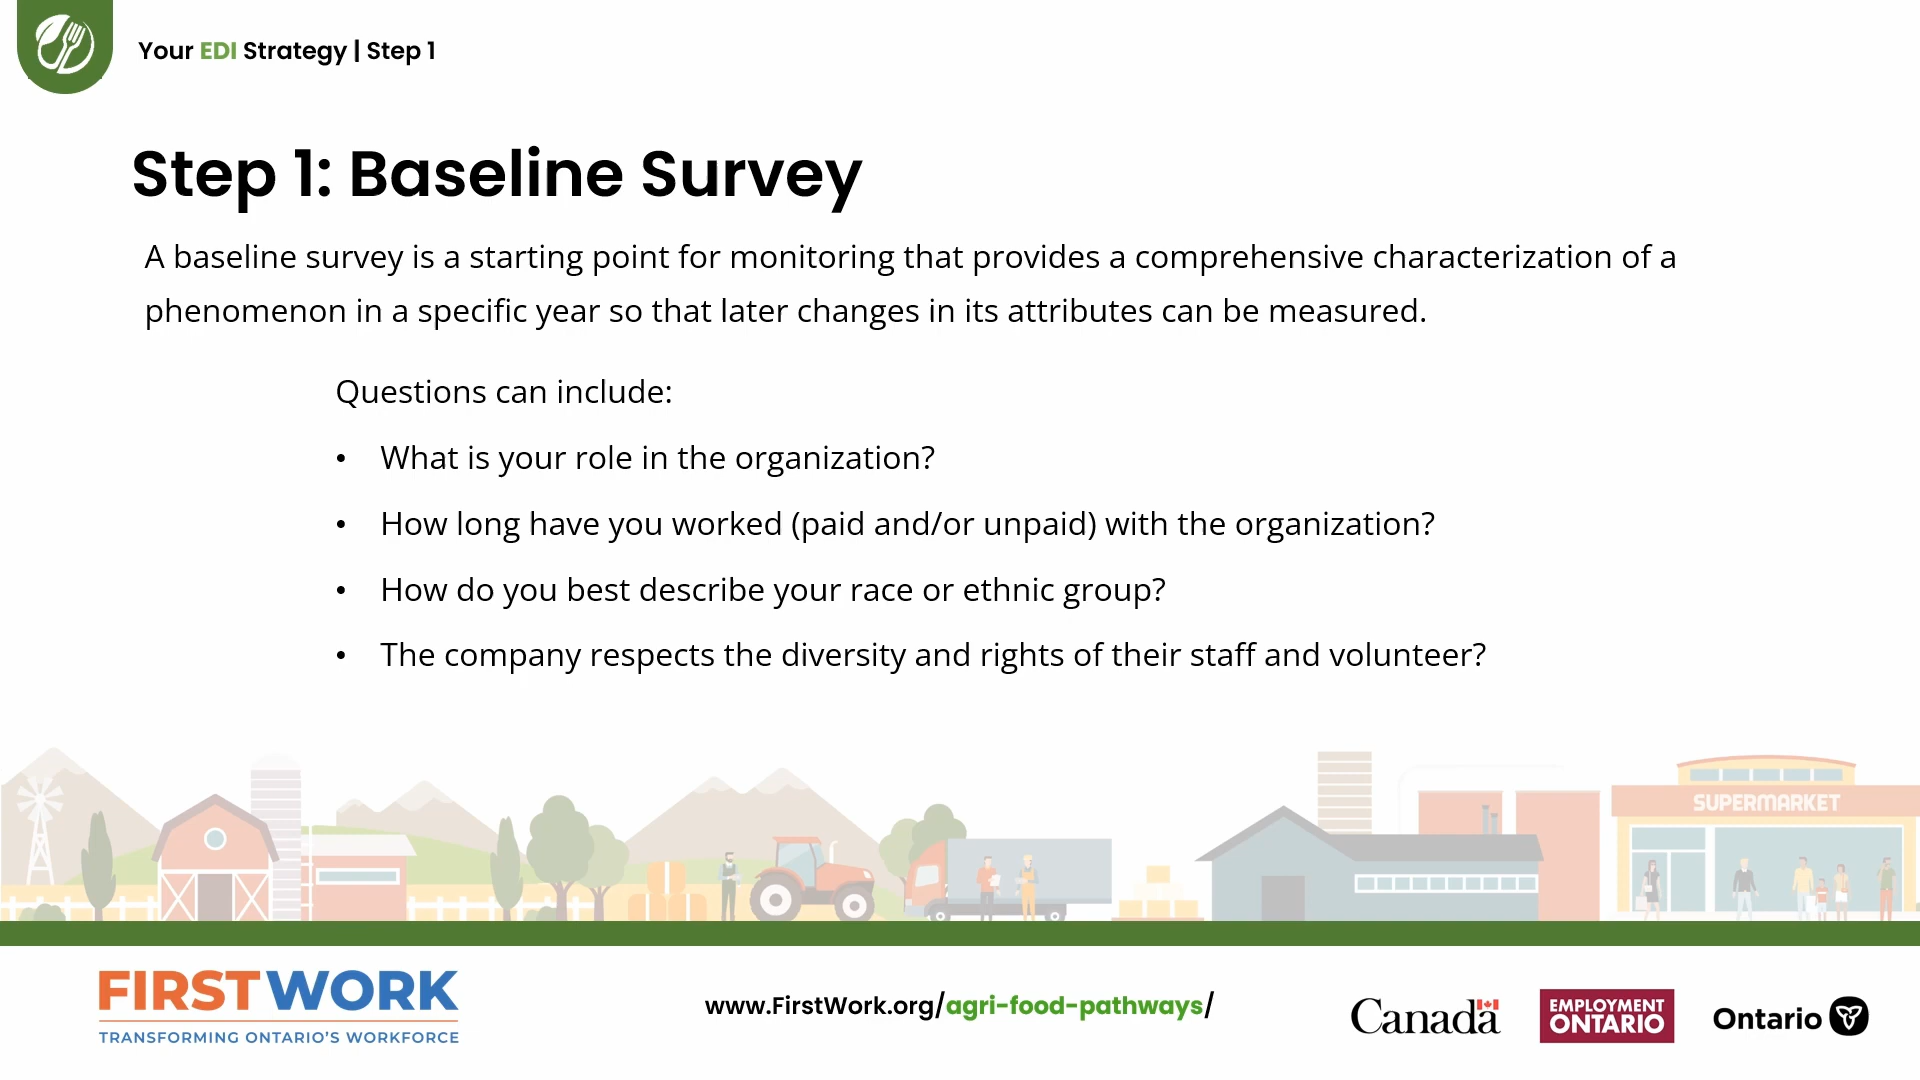 Your EDI Strategy | Step 1
Step 1: Baseline Survey
A baseline survey is a starting point for monitoring that provides a comprehensive characterization of a
phenomenon in a specific year so that later changes in its attributes can be measured.
Questions can include:
• What is your role in the organization?
• How long have you worked (paid and/or unpaid) with the organization?
• How do you best describe your race or ethnic group?
• The company respects the diversity and rights of their staff and volunteer?
SUPERMARKET
FIRSTWORK
TRANSFORMING ONTARIO'S WORKFORCE
www.FirstWork.org/agri-food-pathways/
Canada
EMPLOYMENT
ONTARIO
Ontario